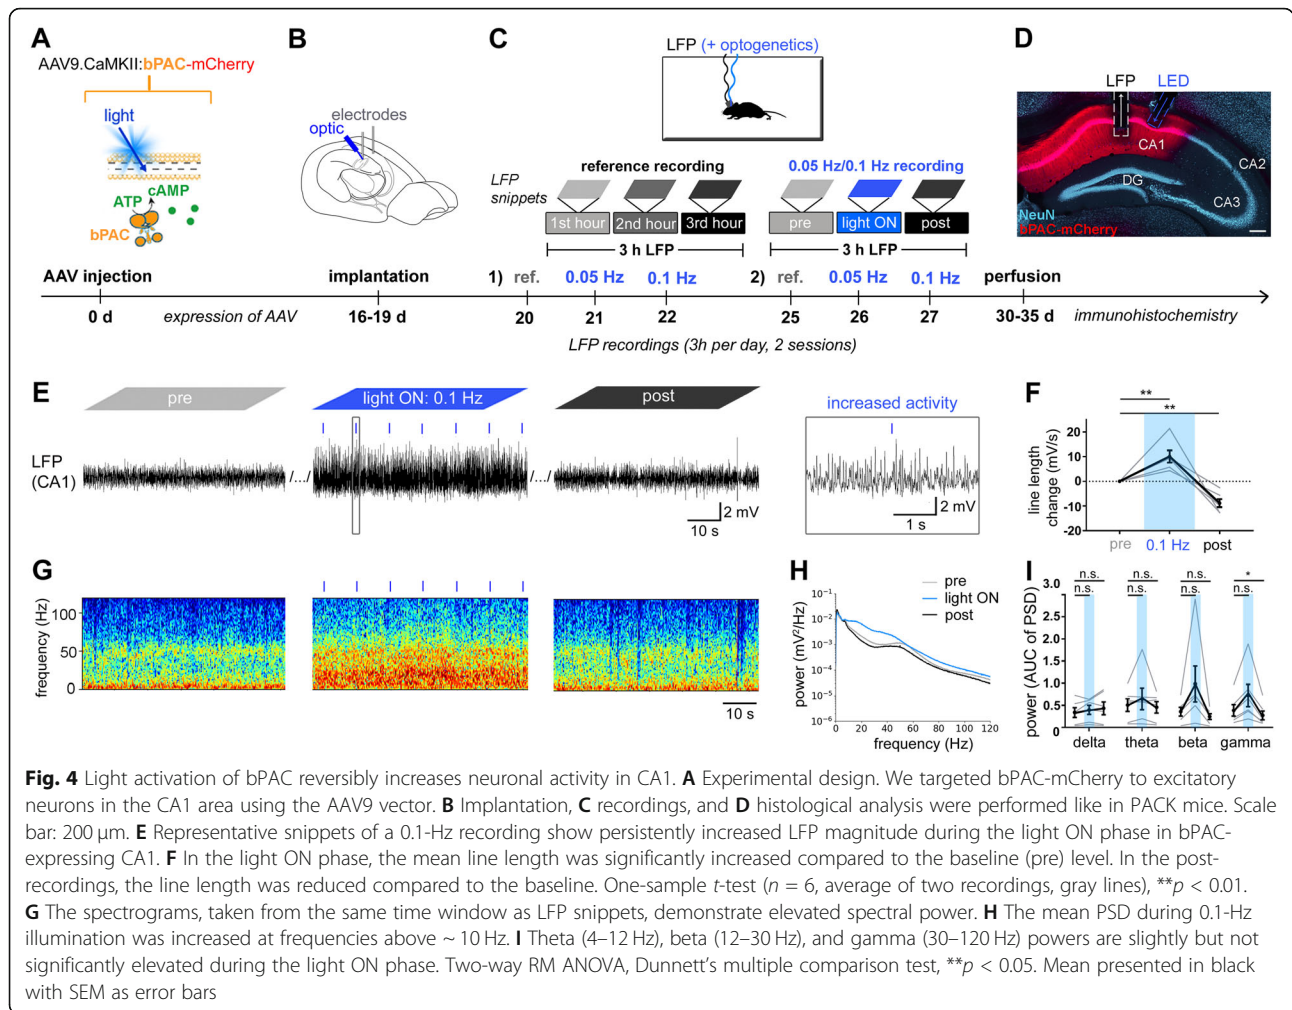 A
AAV9.CaMKII:bPAC-mCherry
light
cAMP
ATP
bPAC
B
electrodes
optic
C
LFP (+ optogenetics)
reference recording
0.05 Hz/0.1 Hz recording
LFP
snippets
1st hour 2nd hour 3rd hour
pre light ON post
3 h LFP
3 h LFP
D
LFP LED
CA1
CA2
DG
CA3
NeuN
bPAC-mCherry
AAV injection
implantation
1) ref. 0.05 Hz 0.1 Hz
2) ref. 0.05 Hz 0.1 Hz
perfusion
0 d
expression of AAV
16-19 d
20 21 22
25 26 27
30-35 d
immunohistochemistry
LFP recordings (3h per day, 2 sessions)
E
pre
light ON: 0.1 Hz
post
LFP
(CA1)
/.../
/.../
2 mV
10 s
increased activity
2 mV
1 s
F
** 
**
line length
change (mV/s)
20
10
0
-10
-20
pre 0.1 Hz post
G
frequency (Hz)
100
50
0
10 s
H
pre
light ON
post
power (mV²/Hz)
10⁻¹
10⁻²
10⁻³
10⁻⁴
10⁻⁵
10⁻⁶
0 20 40 60 80 100 120
frequency (Hz)
I
n.s. n.s. n.s. *
n.s. n.s. n.s. n.s.
power (AUC of PSD)
3.0
2.5
2.0
1.5
1.0
0.5
0
delta theta beta gamma
Fig. 4 Light activation of bPAC reversibly increases neuronal activity in CA1. A Experimental design. We targeted bPAC-mCherry to excitatory
neurons in the CA1 area using the AAV9 vector. B Implantation, C recordings, and D histological analysis were performed like in PACK mice. Scale
bar: 200 μm. E Representative snippets of a 0.1-Hz recording show persistently increased LFP magnitude during the light ON phase in bPAC-
expressing CA1. F In the light ON phase, the mean line length was significantly increased compared to the baseline (pre) level. In the post-
recordings, the line length was reduced compared to the baseline. One-sample t-test (n = 6, average of two recordings, gray lines), **p < 0.01.
G The spectrograms, taken from the same time window as LFP snippets, demonstrate elevated spectral power. H The mean PSD during 0.1-Hz
illumination was increased at frequencies above ~ 10 Hz. I Theta (4–12 Hz), beta (12–30 Hz), and gamma (30–120 Hz) powers are slightly but not
significantly elevated during the light ON phase. Two-way RM ANOVA, Dunnett's multiple comparison test, **p < 0.05. Mean presented in black
with SEM as error bars